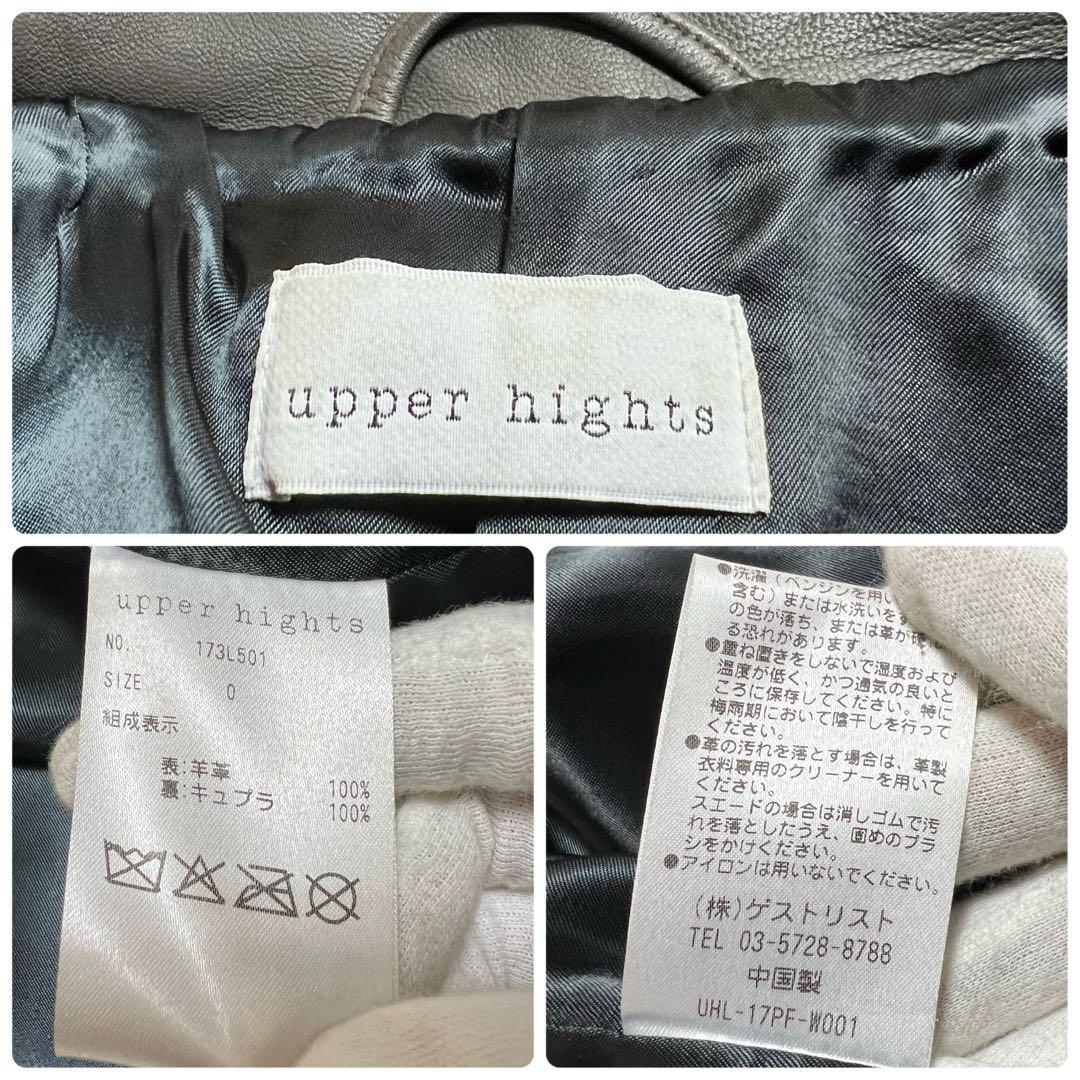 upper hights
upper hights
NO. 173L501
SIZE 0
組成表示
表:羊革 100%
裏:キュプラ 100%
●洗濯(ベンジンを用い
含む)または水洗いをす
の色が落ち、または革が硬
る恐れがあります。
●重ね置きをしないで湿度および
温度が低く、かつ通気の良いと
ころに保存してください。特に
梅雨期において陰干しを行って
ください。
●革の汚れを落とす場合は、革製
衣料専用のクリーナーを用いて
ください。
スエードの場合は消しゴムで汚
れを落としたうえ、固めのブラ
シをかけください。
●アイロンは用いないでください。
(株)ゲストリスト
TEL 03-5728-8788
中国製
UHL-17PF-W001